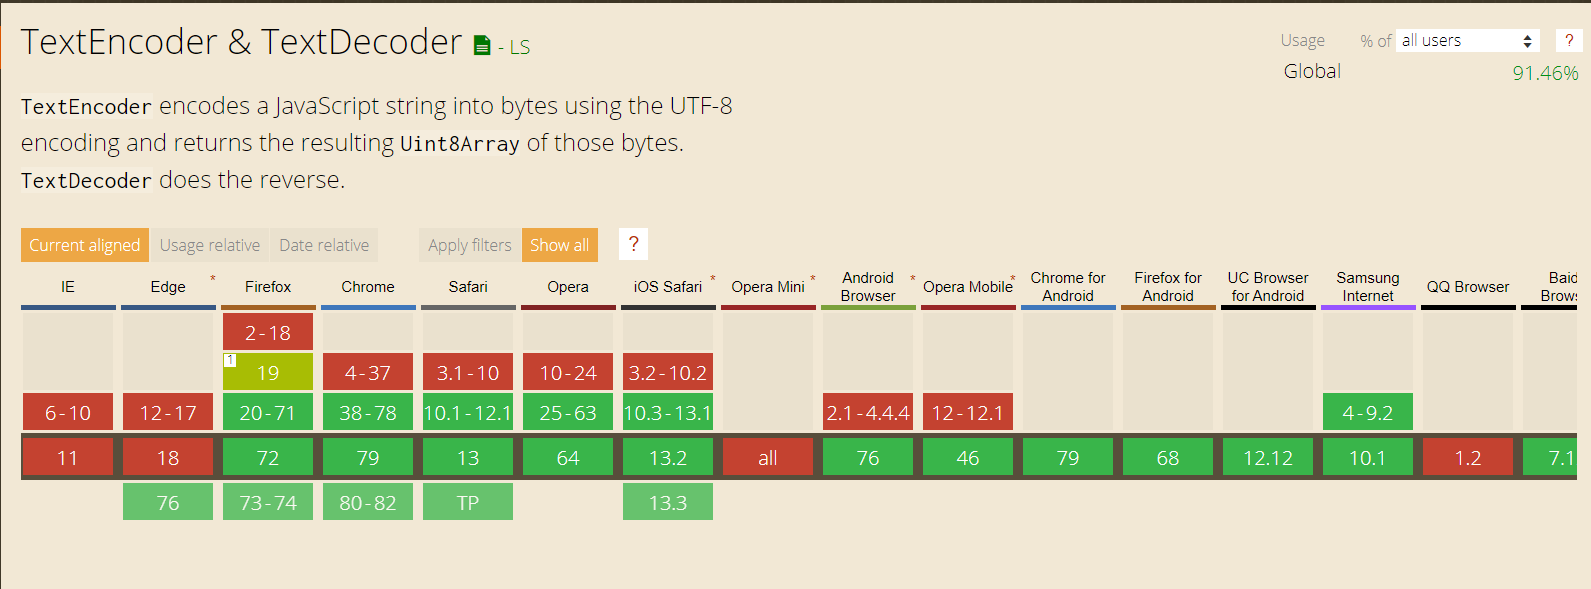 TextEncoder & TextDecoder - LS
Usage % of all users ?
Global 91.46%
TextEncoder encodes a JavaScript string into bytes using the UTF-8
encoding and returns the resulting Uint8Array of those bytes.
TextDecoder does the reverse.
Current aligned Usage relative Date relative Apply filters Show all ?
IE Edge * Firefox Chrome Safari Opera iOS Safari * Opera Mini * Android Browser * Opera Mobile * Chrome for Android Firefox for Android UC Browser for Android Samsung Internet QQ Browser
2-18
1 19 4-37 3.1-10 10-24 3.2-10.2
6-10 12-17 20-71 38-78 10.1-12.1 25-63 10.3-13.1 2.1-4.4.4 12-12.1 4-9.2
11 18 72 79 13 64 13.2 all 76 46 79 68 12.12 10.1 1.2 7.1
76 73-74 80-82 TP 13.3